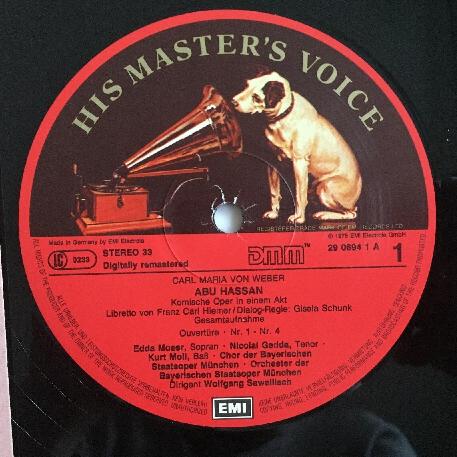 HIS MASTER'S VOICE
REGISTERED TRADE MARK OF EMI RECORDS LTD.
Made in Germany by EMI Electrola
℗ 1975 EMI Electrola GmbH
LC 0233
STEREO 33
Digitally remastered
DMM™
29 0694 1 A
1
CARL MARIA VON WEBER
ABU HASSAN
Komische Oper in einem Akt
Libretto von Franz Carl Hiemer / Dialog-Regie: Gisela Schunk
Gesamtaufnahme
Ouvertüre · Nr. 1 - Nr. 4
Edda Moser, Sopran · Nicolai Gedda, Tenor ·
Kurt Moll, Baß · Chor der Bayerischen
Staatsoper München · Orchester der
Bayerischen Staatsoper München
Dirigent Wolfgang Sawallisch
EMI